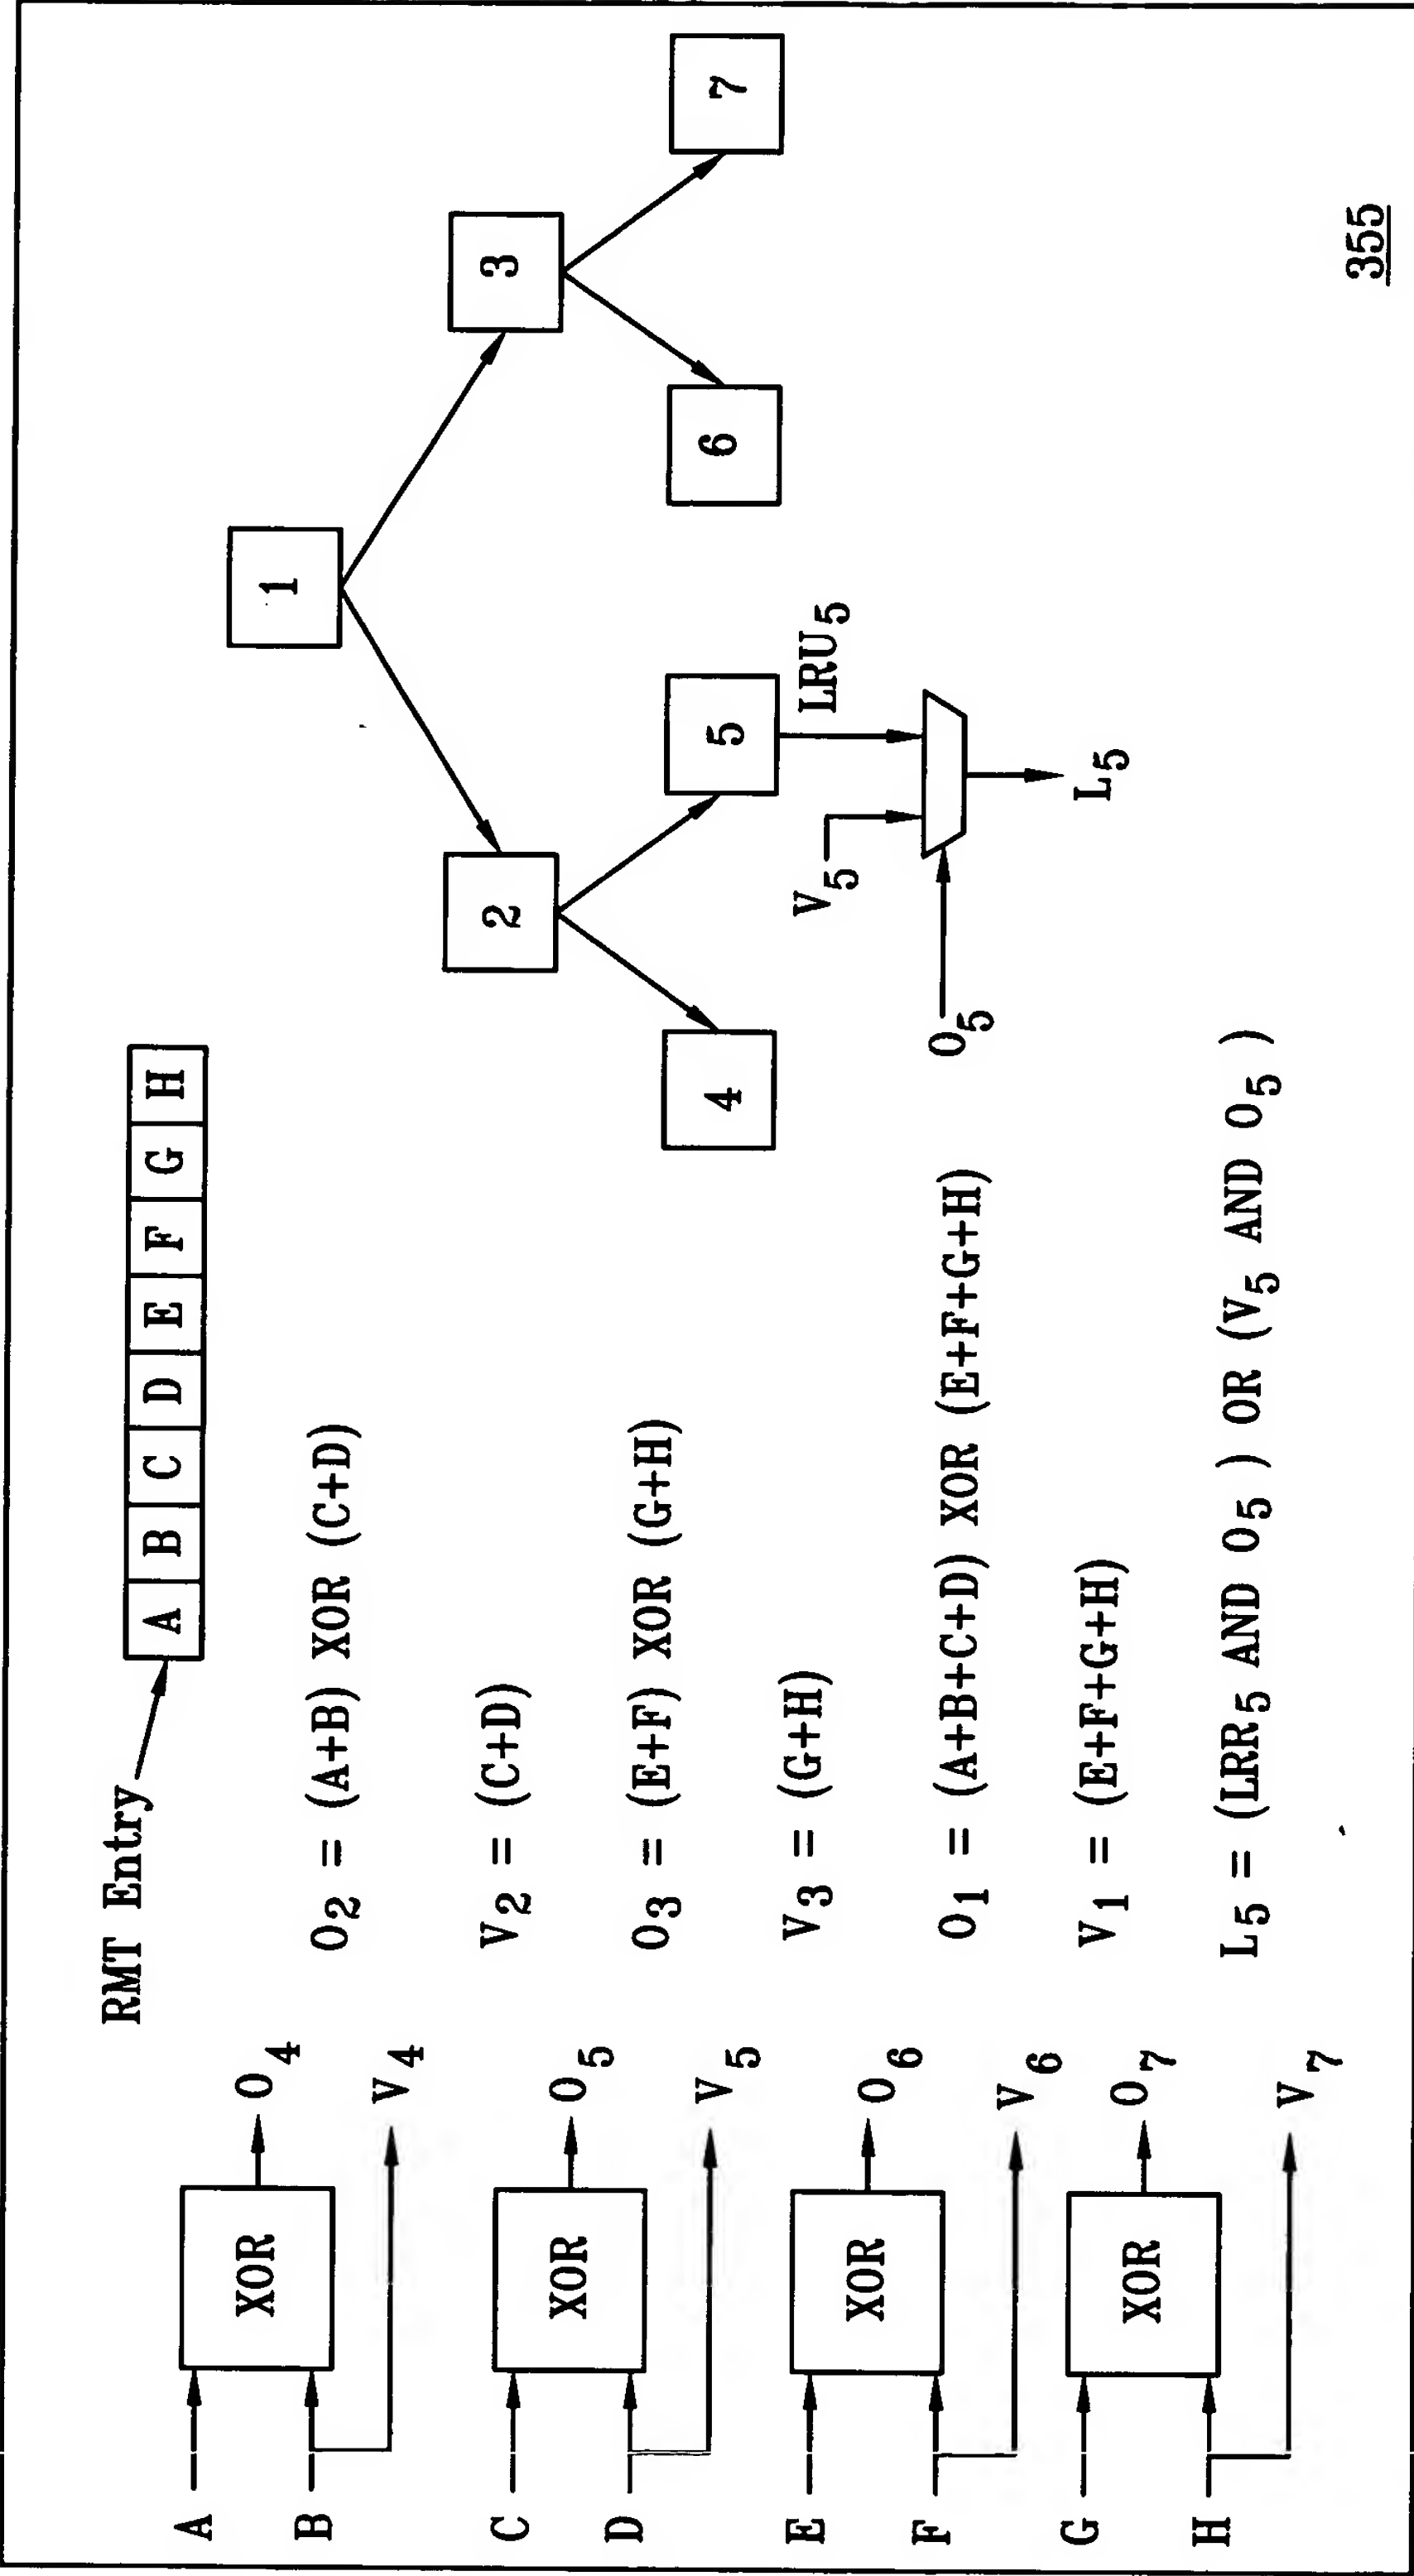 A
B
XOR
O4
V4
C
D
XOR
O5
V5
E
F
XOR
O6
V6
G
H
XOR
O7
V7
RMT Entry
A B C D E F G H
O2 = (A+B) XOR (C+D)
V2 = (C+D)
O3 = (E+F) XOR (G+H)
V3 = (G+H)
O1 = (A+B+C+D) XOR (E+F+G+H)
V1 = (E+F+G+H)
L5 = (LRR5 AND O5 ) OR (V5 AND O5 )
1
2
3
4
5
6
7
LRU5
V5
O5
L5
355